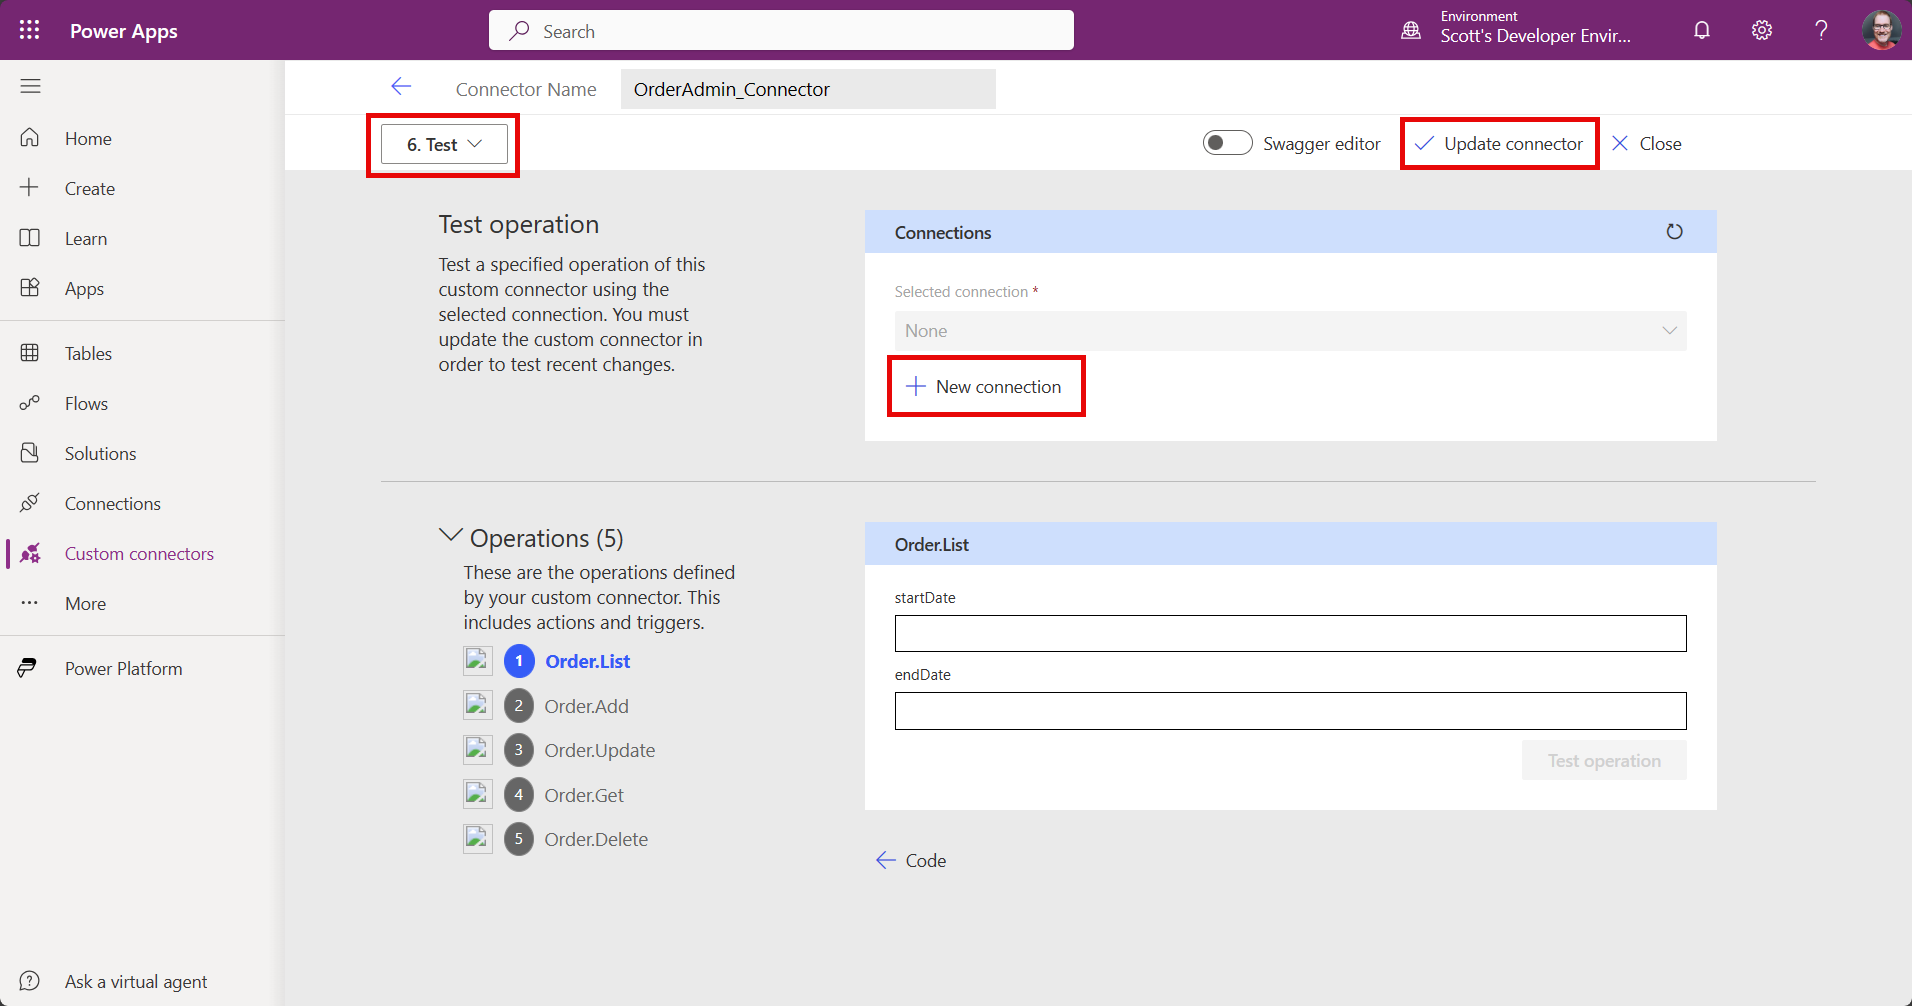 Power Apps
Search
Environment
Scott's Developer Envir...
Home
Create
Learn
Apps
Tables
Flows
Solutions
Connections
Custom connectors
More
Power Platform
Ask a virtual agent
Connector Name
OrderAdmin_Connector
6. Test
Swagger editor
Update connector
Close
Test operation
Test a specified operation of this
custom connector using the
selected connection. You must
update the custom connector in
order to test recent changes.
Connections
Selected connection *
None
New connection
Operations (5)
These are the operations defined
by your custom connector. This
includes actions and triggers.
1 Order.List
2 Order.Add
3 Order.Update
4 Order.Get
5 Order.Delete
Order.List
startDate
endDate
Test operation
Code